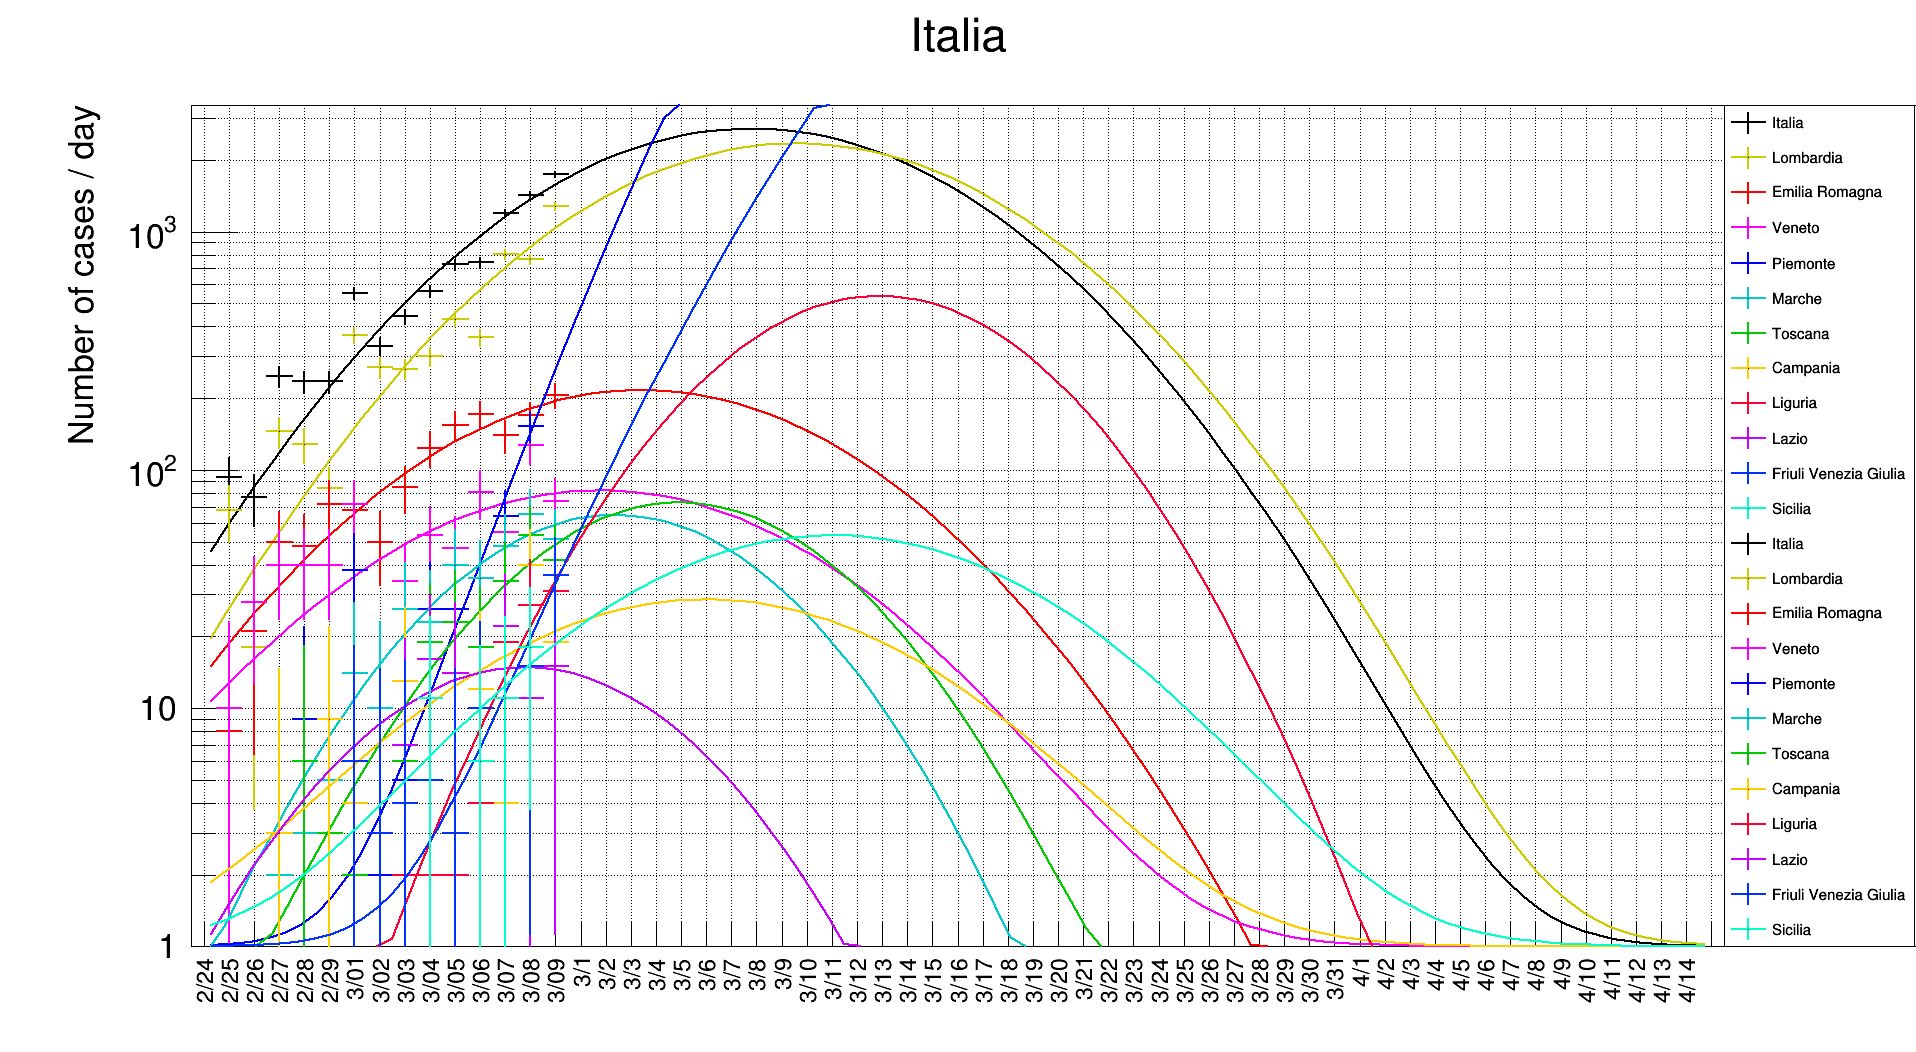 Italia
Number of cases / day
10³
10²
10
1
2/24
2/25
2/26
2/27
2/28
2/29
3/01
3/02
3/03
3/04
3/05
3/06
3/07
3/08
3/09
3/1
3/2
3/3
3/4
3/5
3/6
3/7
3/8
3/9
3/10
3/11
3/12
3/13
3/14
3/15
3/16
3/17
3/18
3/19
3/20
3/21
3/22
3/23
3/24
3/25
3/26
3/27
3/28
3/29
3/30
3/31
4/1
4/2
4/3
4/4
4/5
4/6
4/7
4/8
4/9
4/10
4/11
4/12
4/13
4/14
Italia
Lombardia
Emilia Romagna
Veneto
Piemonte
Marche
Toscana
Campania
Liguria
Lazio
Friuli Venezia Giulia
Sicilia
Italia
Lombardia
Emilia Romagna
Veneto
Piemonte
Marche
Toscana
Campania
Liguria
Lazio
Friuli Venezia Giulia
Sicilia